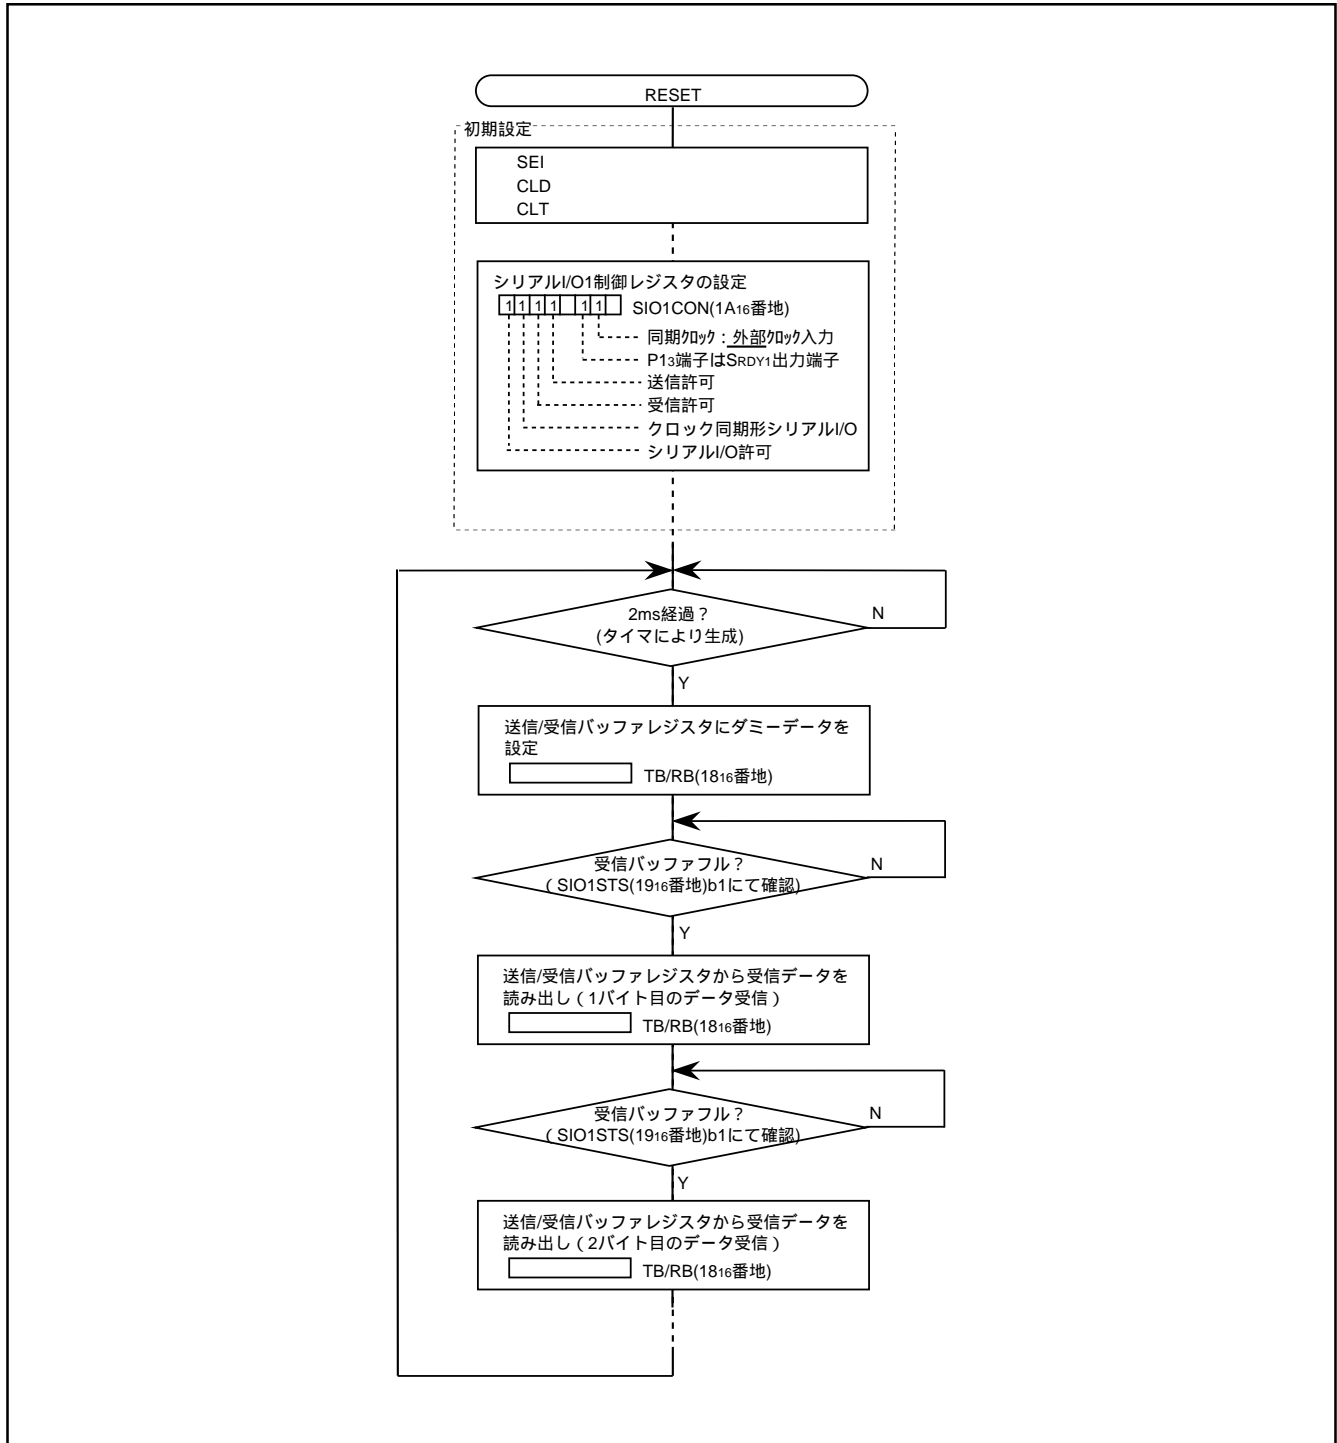 RESET
初期設定
SEI
CLD
CLT
シリアルI/O1制御レジスタの設定
1 1 1 1 1 1 SIO1CON(1A16番地)
同期クロック：外部クロック入力
P13端子はSRDY1出力端子
送信許可
受信許可
クロック同期形シリアルI/O
シリアルI/O許可
2ms経過？
(タイマにより生成)
N
Y
送信/受信バッファレジスタにダミーデータを
設定
TB/RB(1816番地)
受信バッファフル？
( SIO1STS(1916番地)b1にて確認)
N
Y
送信/受信バッファレジスタから受信データを
読み出し（1バイト目のデータ受信）
TB/RB(1816番地)
受信バッファフル？
( SIO1STS(1916番地)b1にて確認)
N
Y
送信/受信バッファレジスタから受信データを
読み出し（2バイト目のデータ受信）
TB/RB(1816番地)